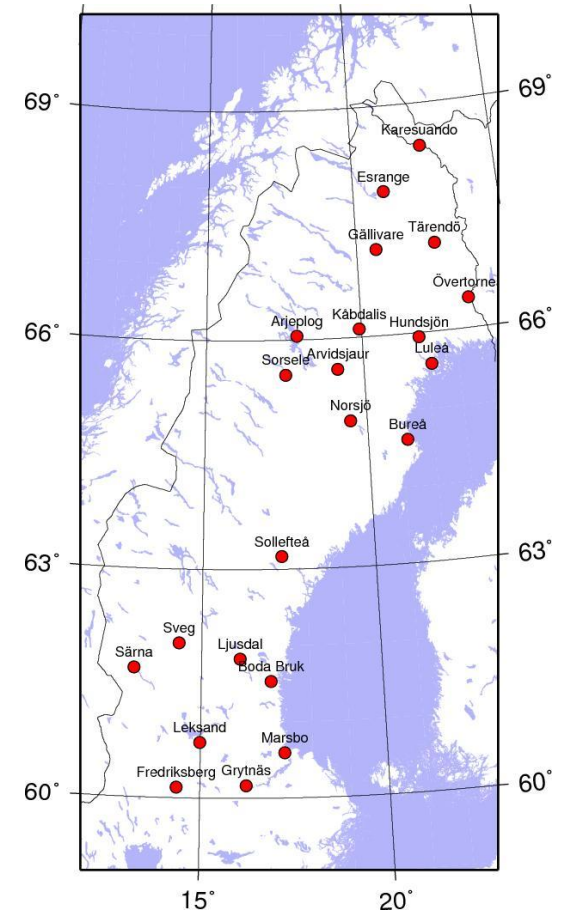 69° 69°
Karesuando
Esrange
Tärendö
Gällivare
Övertorne
Kåbdalis
Arjeplog Hundsjön
66° 66°
Luleå
Sorsele Arvidsjaur
Norsjö
Bureå
Sollefteå
63° 63°
Sveg
Ljusdal
Särna
Boda Bruk
Leksand
Marsbo
Fredriksberg Grytnäs
60° 60°
15° 20°